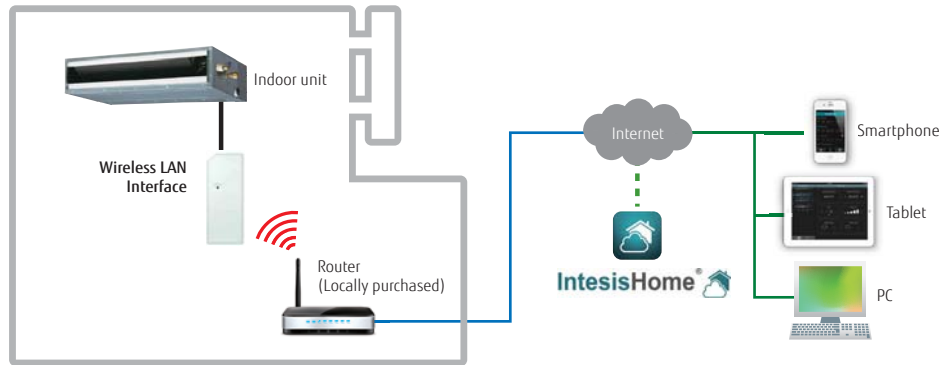 Indoor unit
Wireless LAN
Interface
Router
(Locally purchased)
Internet
IntesisHome®
Smartphone
Tablet
PC